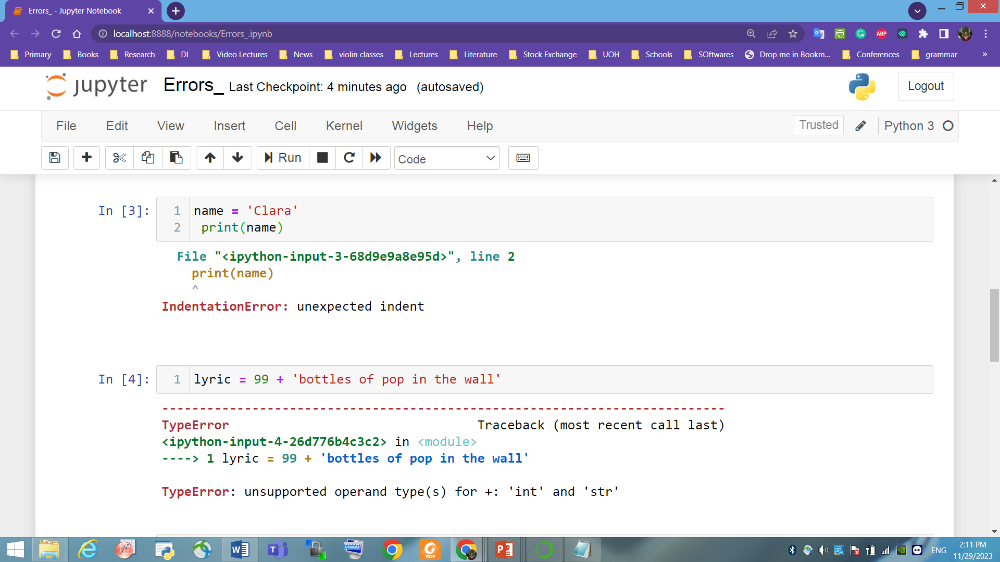 Errors_ - Jupyter Notebook
localhost:8888/notebooks/Errors_.ipynb
ABP
Primary Books Research DL Video Lectures News violin classes Lectures Literature Stock Exchange UOH Schools SOftwares Drop me in Bookm... Conferences grammar »
jupyter Errors_ Last Checkpoint: 4 minutes ago (autosaved) Logout
File Edit View Insert Cell Kernel Widgets Help Trusted Python 3
Run Code
In [3]: 1 name = 'Clara'
2  print(name)
File "<ipython-input-3-68d9e9a8e95d>", line 2
print(name)
^
IndentationError: unexpected indent
In [4]: 1 lyric = 99 + 'bottles of pop in the wall'
---------------------------------------------------------------------------
TypeError Traceback (most recent call last)
<ipython-input-4-26d776b4c3c2> in <module>
----> 1 lyric = 99 + 'bottles of pop in the wall'
TypeError: unsupported operand type(s) for +: 'int' and 'str'
PDF
ENG
2:11 PM
11/29/2023